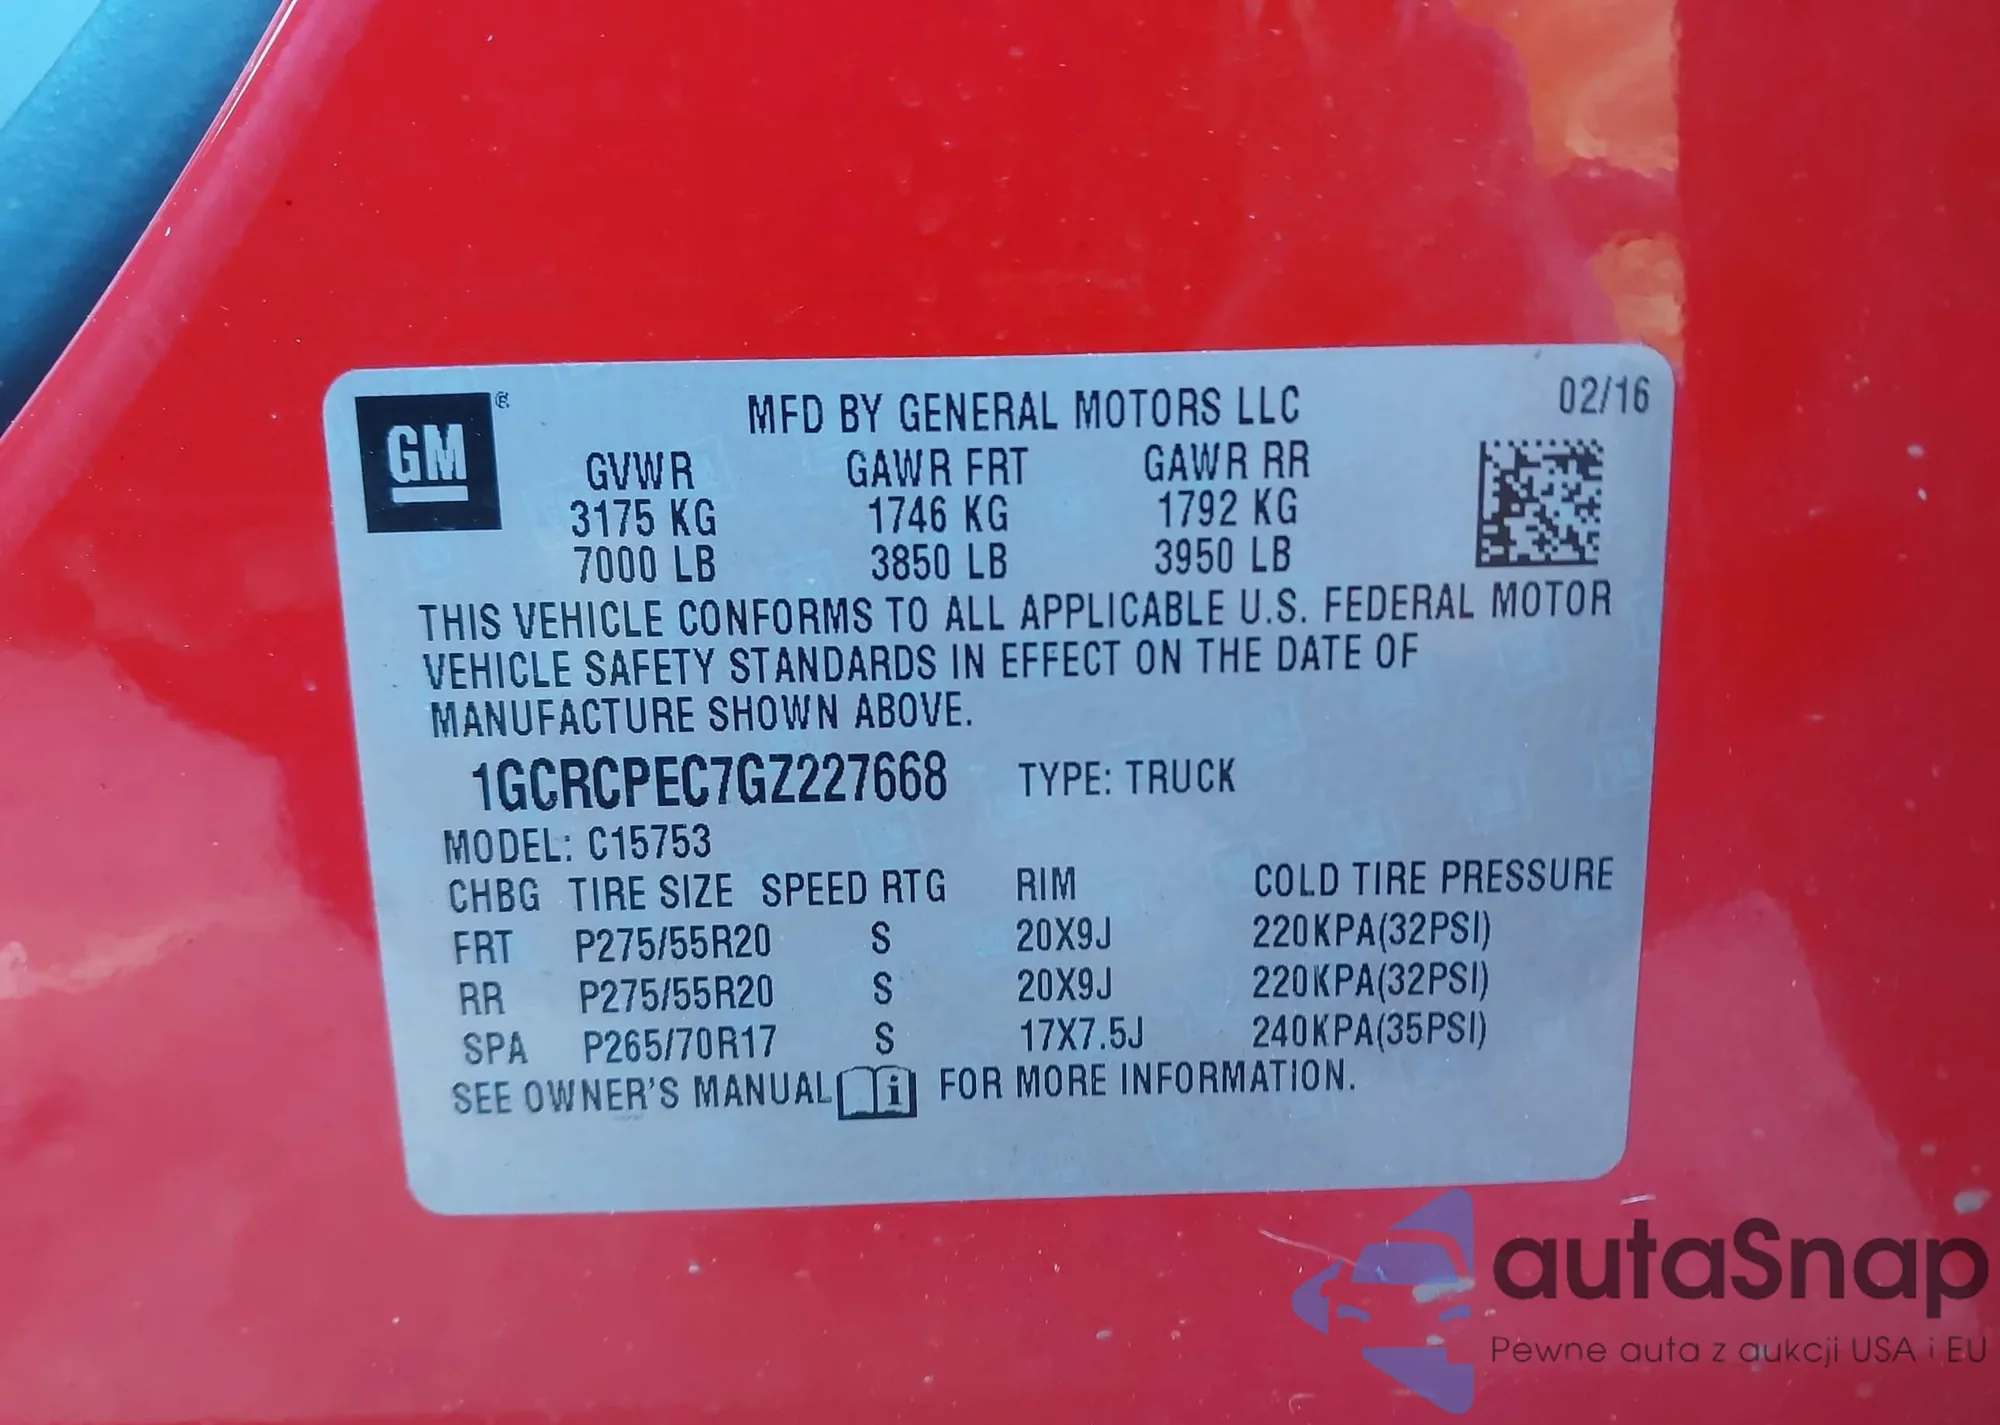 GM®
MFD BY GENERAL MOTORS LLC 02/16
GVWR GAWR FRT GAWR RR
3175 KG 1746 KG 1792 KG
7000 LB 3850 LB 3950 LB
THIS VEHICLE CONFORMS TO ALL APPLICABLE U.S. FEDERAL MOTOR
VEHICLE SAFETY STANDARDS IN EFFECT ON THE DATE OF
MANUFACTURE SHOWN ABOVE.
1GCRCPEC7GZ227668 TYPE: TRUCK
MODEL: C15753
CHBG TIRE SIZE SPEED RTG RIM COLD TIRE PRESSURE
FRT P275/55R20 S 20X9J 220KPA(32PSI)
RR P275/55R20 S 20X9J 220KPA(32PSI)
SPA P265/70R17 S 17X7.5J 240KPA(35PSI)
SEE OWNER'S MANUAL i FOR MORE INFORMATION.
autaSnap
Pewne auta z aukcji USA i EU